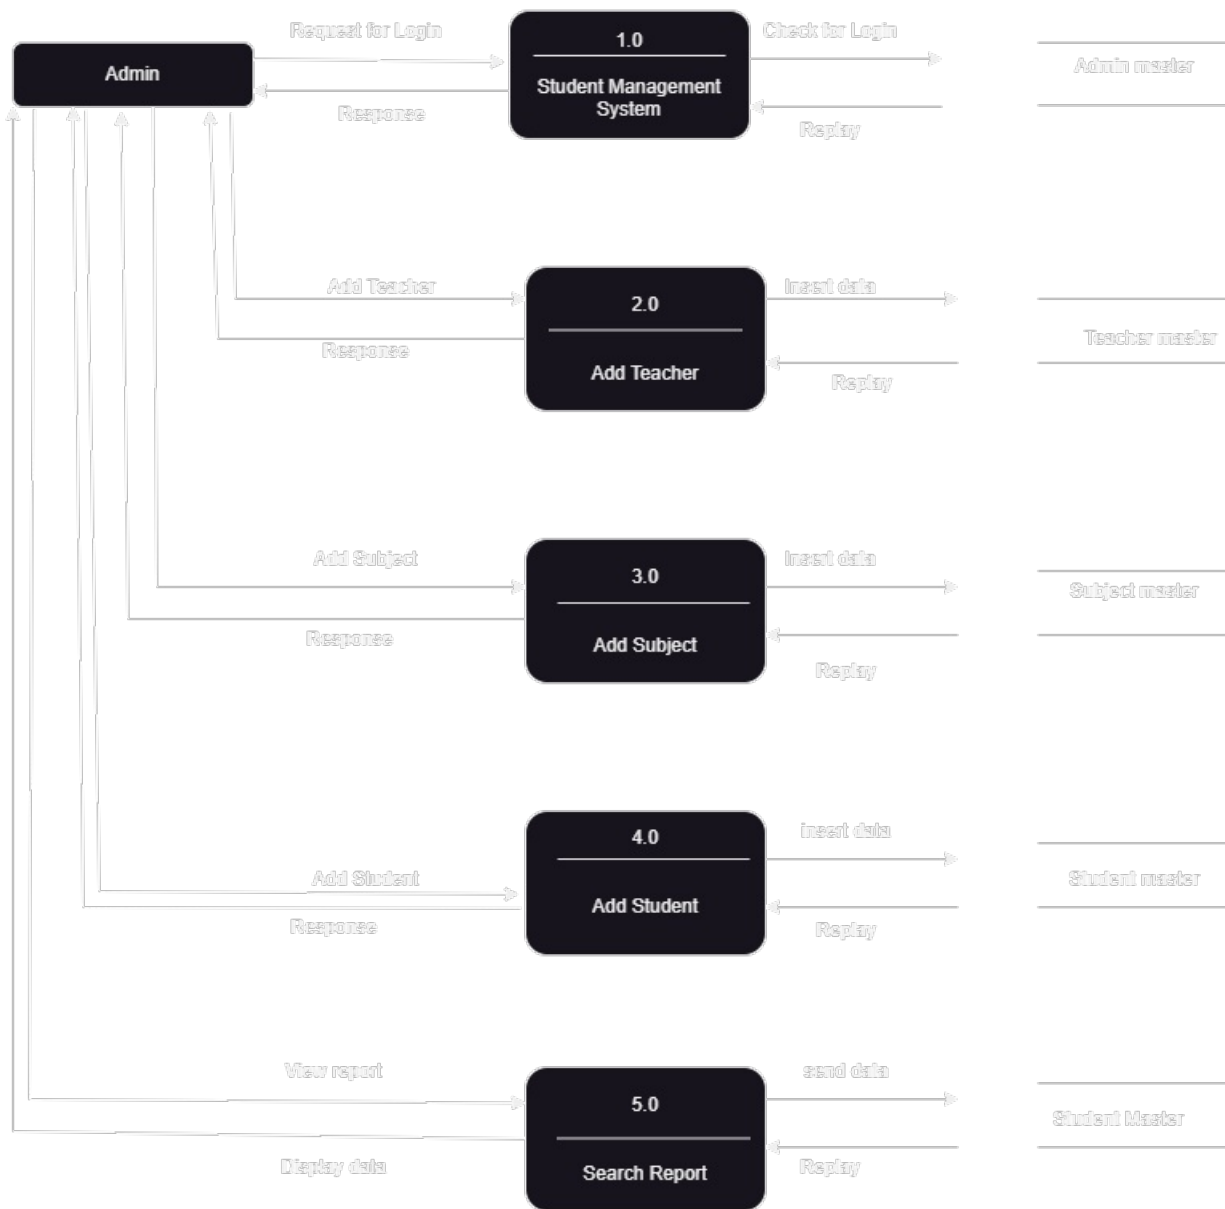 Request for Login
1.0
Check for Login
Admin
Student Management
System
Admin master
Response
Replay
Add Teacher
2.0
Insert data
Response
Add Teacher
Teacher master
Replay
Add Subject
3.0
Insert data
Response
Add Subject
Subject master
Replay
4.0
insert data
Add Student
Add Student
Student master
Response
Replay
View report
5.0
send data
Student Master
Display data
Search Report
Replay